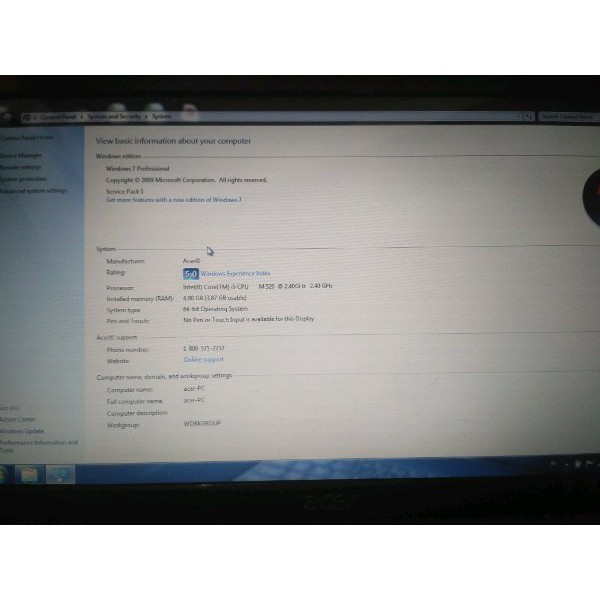 Control Panel ▸ System and Security ▸ System
Search Control Panel
Control Panel Home
Device Manager
Remote settings
System protection
Advanced system settings
View basic information about your computer
Windows edition
Windows 7 Professional
Copyright © 2009 Microsoft Corporation. All rights reserved.
Service Pack 1
Get more features with a new edition of Windows 7
System
Manufacturer: Acer®
Rating: 5,0 Windows Experience Index
Processor: Intel(R) Core(TM) i5 CPU M 520 @ 2.40GHz 2.40 GHz
Installed memory (RAM): 4,00 GB (3,87 GB usable)
System type: 64-bit Operating System
Pen and Touch: No Pen or Touch Input is available for this Display
Acer® support
Phone number:
Website: Online support
Computer name, domain, and workgroup settings
Computer name: acer-PC
Full computer name: acer-PC
Computer description:
Workgroup: WORKGROUP
See also
Action Center
Windows Update
Performance Information and
Tools
acer